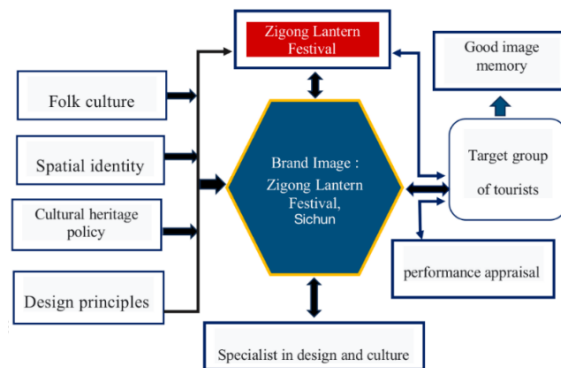 Zigong Lantern
Festival
Good image
memory
Folk culture
Spatial identity
Cultural heritage
policy
Design principles
Brand Image :
Zigong Lantern
Festival,
Sichun
Target group
of tourists
performance appraisal
Specialist in design and culture